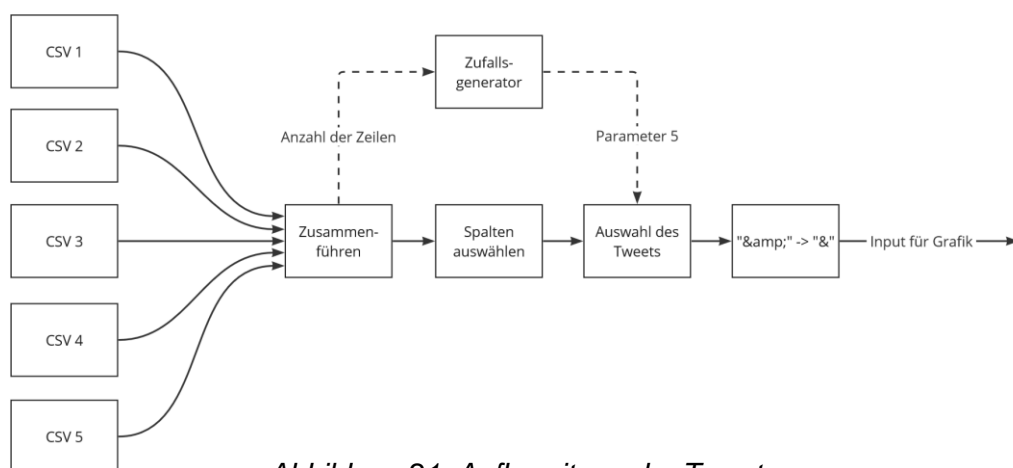 CSV 1
CSV 2
CSV 3
CSV 4
CSV 5
Zusammen-
führen
Anzahl der Zeilen
Zufalls-
generator
Parameter 5
Spalten
auswählen
Auswahl des
Tweets
"&amp;" -> "&"
Input für Grafik